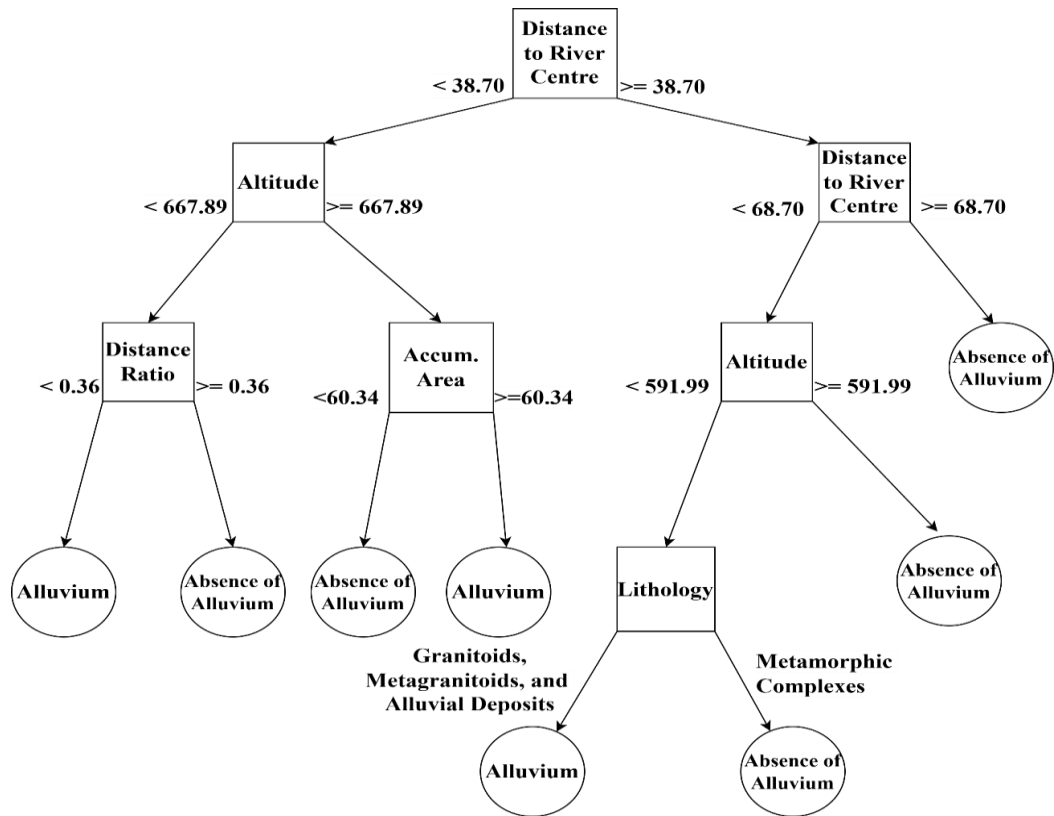 Distance
to River
Centre
< 38.70
>= 38.70
Altitude
< 667.89
>= 667.89
Distance
to River
Centre
< 68.70
>= 68.70
Distance
Ratio
< 0.36
>= 0.36
Accum.
Area
<60.34
>=60.34
Altitude
< 591.99
>= 591.99
Absence of
Alluvium
Alluvium
Absence of
Alluvium
Absence of
Alluvium
Alluvium
Lithology
Absence of
Alluvium
Granitoids,
Metagranitoids, and
Alluvial Deposits
Metamorphic
Complexes
Alluvium
Absence of
Alluvium